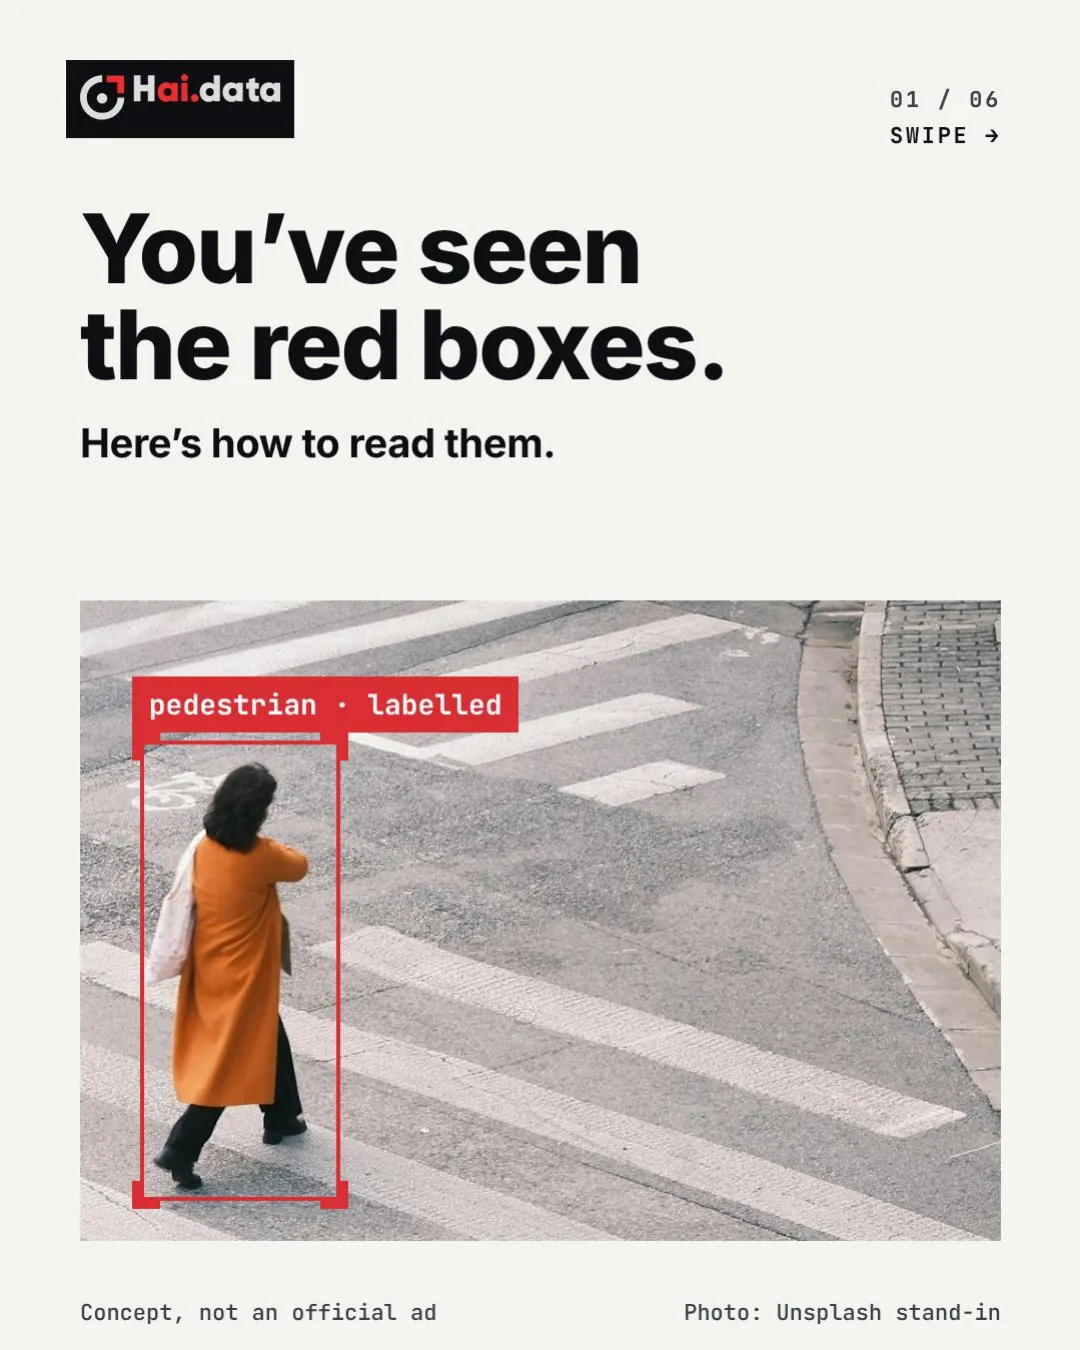 Hai.data
01 / 06
SWIPE →
You’ve seen
the red boxes.
Here’s how to read them.
pedestrian · labelled
Concept, not an official ad
Photo: Unsplash stand-in